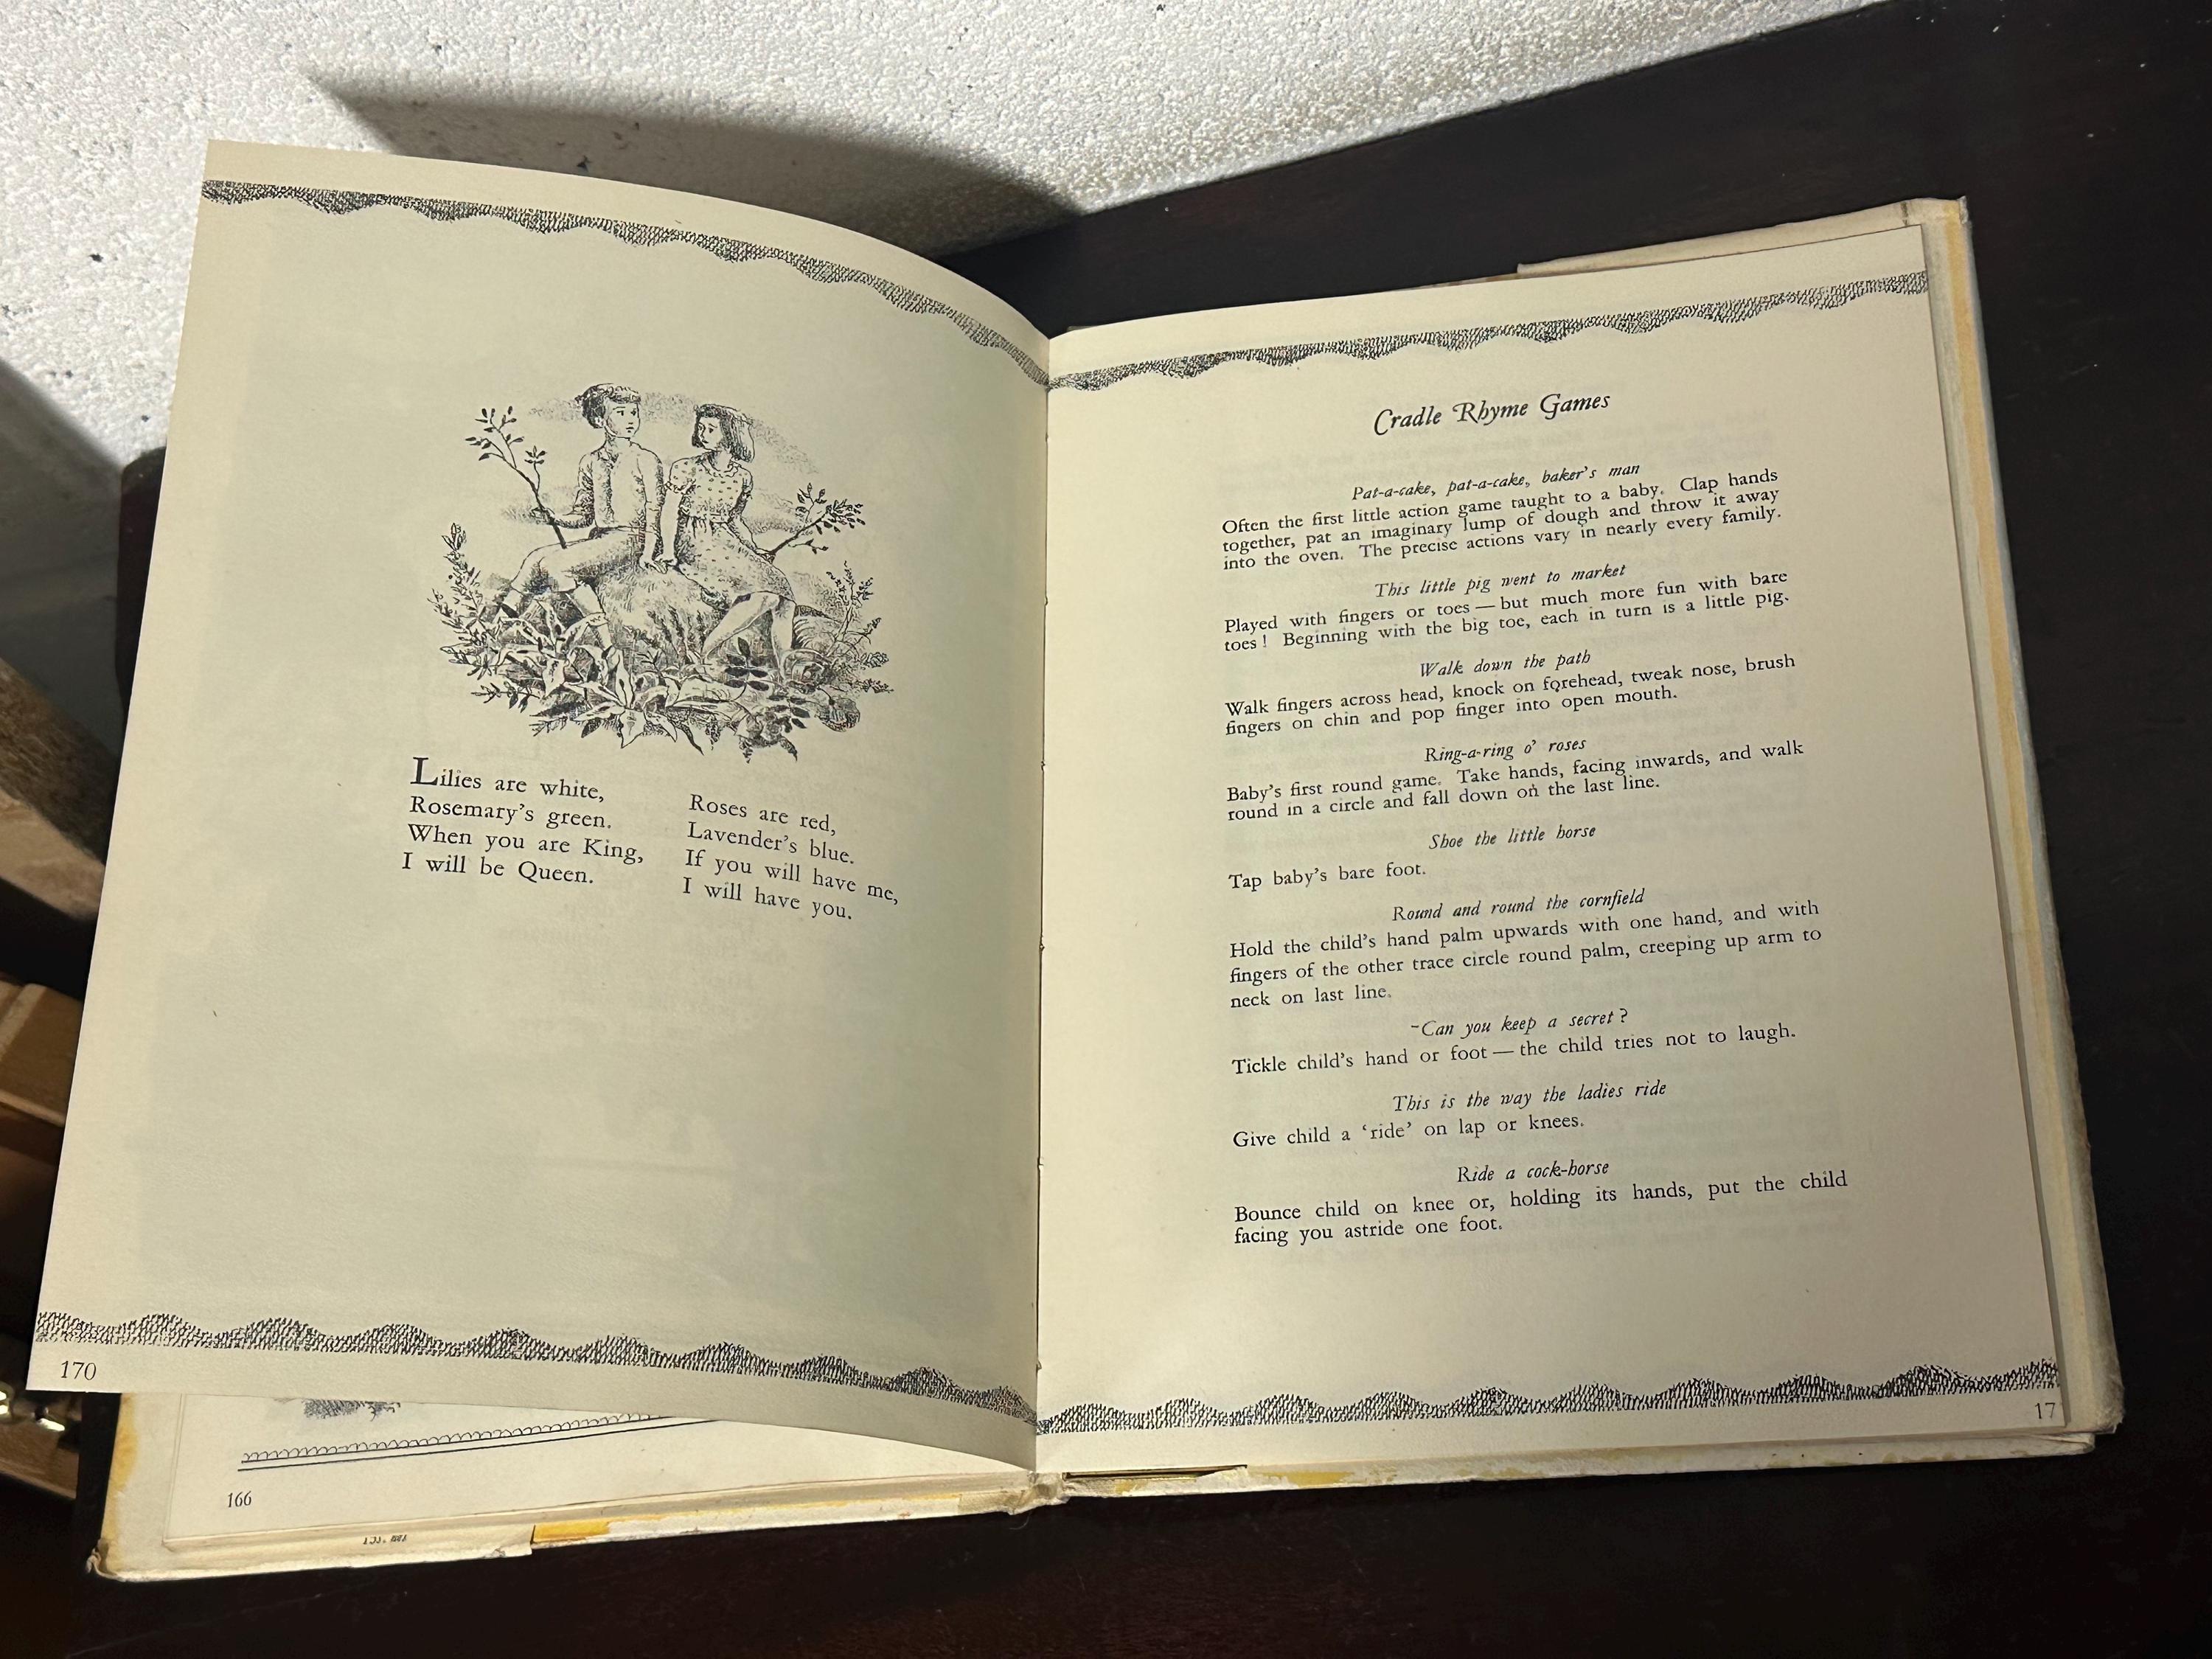 Lilies are white,
Rosemary's green.
When you are King,
I will be Queen.
Roses are red,
Lavender's blue.
If you will have me,
I will have you.
170
166
Cradle Rhyme Games
Pat-a-cake, pat-a-cake, baker's man
Often the first little action game taught to a baby. Clap hands
together, pat an imaginary lump of dough and throw it away
into the oven. The precise actions vary in nearly every family.
This little pig went to market
Played with fingers or toes — but much more fun with bare
toes! Beginning with the big toe, each in turn is a little pig.
Walk down the path
Walk fingers across head, knock on forehead, tweak nose, brush
fingers on chin and pop finger into open mouth.
Ring-a-ring o' roses
Baby's first round game. Take hands, facing inwards, and walk
round in a circle and fall down on the last line.
Shoe the little horse
Tap baby's bare foot.
Round and round the cornfield
Hold the child's hand palm upwards with one hand, and with
fingers of the other trace circle round palm, creeping up arm to
neck on last line.
Can you keep a secret?
Tickle child's hand or foot — the child tries not to laugh.
This is the way the ladies ride
Give child a 'ride' on lap or knees.
Ride a cock-horse
Bounce child on knee or, holding its hands, put the child
facing you astride one foot.
17